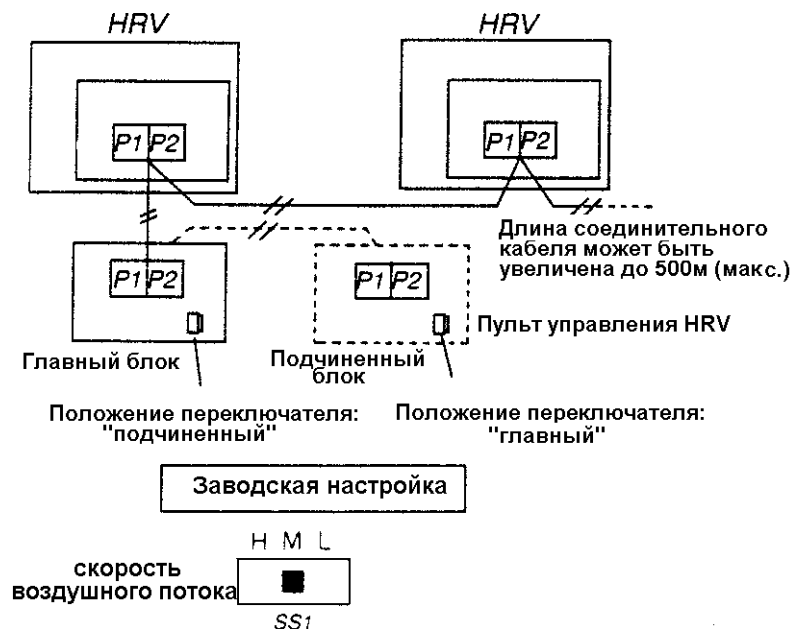 HRV
HRV
P1 P2
P1 P2
Длина соединительного
кабеля может быть
увеличена до 500м (макс.)
P1 P2
P1 P2
Пульт управления HRV
Главный блок
Подчиненный
блок
Положение переключателя:
"подчиненный"
Положение переключателя:
"главный"
Заводская настройка
H M L
скорость
воздушного потока
SS1